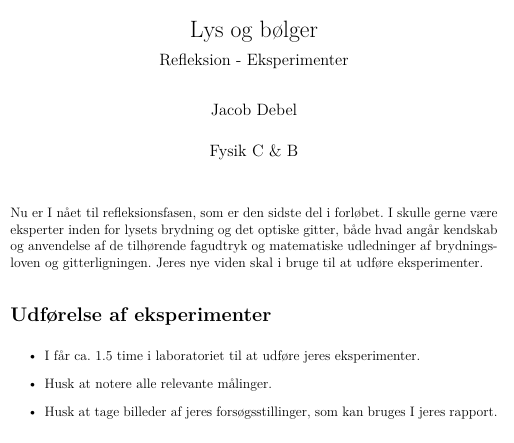 Lys og bølger
Refleksion - Eksperimenter
Jacob Debel
Fysik C & B
Nu er I nået til refleksionsfasen, som er den sidste del i forløbet. I skulle gerne være
eksperter inden for lysets brydning og det optiske gitter, både hvad angår kendskab
og anvendelse af de tilhørende fagudtryk og matematiske udledninger af brydnings-
loven og gitterligningen. Jeres nye viden skal i bruge til at udføre eksperimenter.
Udførelse af eksperimenter
• I får ca. 1.5 time i laboratoriet til at udføre jeres eksperimenter.
• Husk at notere alle relevante målinger.
• Husk at tage billeder af jeres forsøgsstillinger, som kan bruges I jeres rapport.